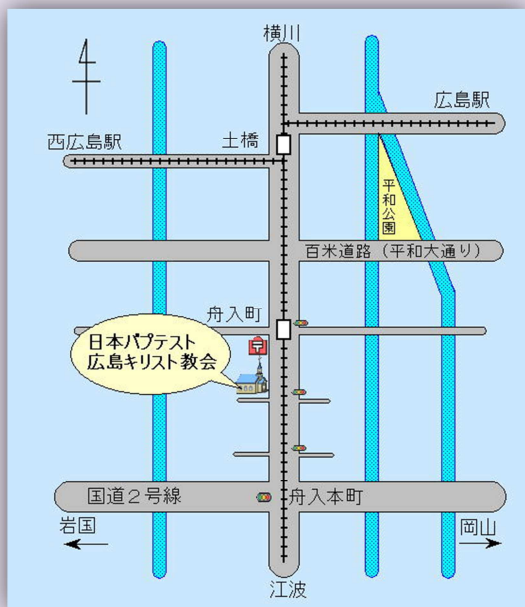 横川
広島駅
西広島駅
土橋
平和公園
百米道路（平和大通り）
舟入町
日本バプテスト
広島キリスト教会
国道２号線
舟入本町
岩国
岡山
江波